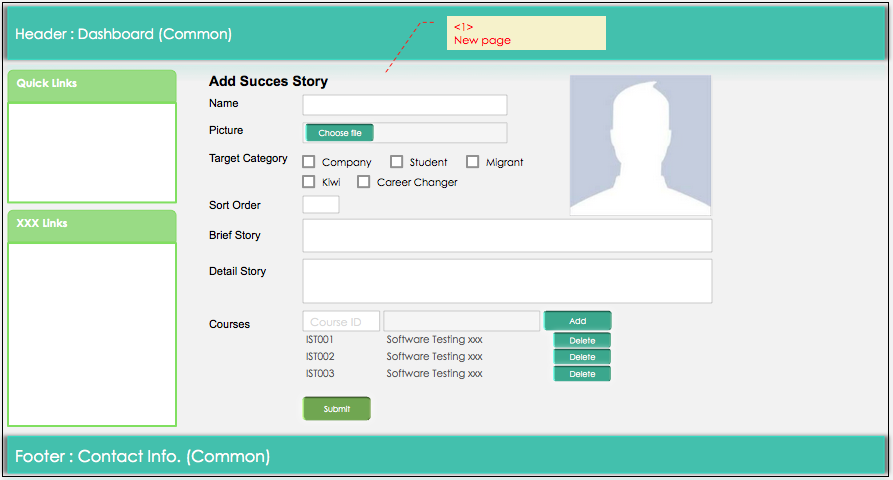 Header : Dashboard (Common)
<1>
New page
Quick Links
XXX Links
Add Succes Story
Name
Picture
Choose file
Target Category
Company
Student
Migrant
Kiwi
Career Changer
Sort Order
Brief Story
Detail Story
Courses
Course ID
Add
IST001
Software Testing xxx
Delete
IST002
Software Testing xxx
Delete
IST003
Software Testing xxx
Delete
Submit
Footer : Contact Info. (Common)